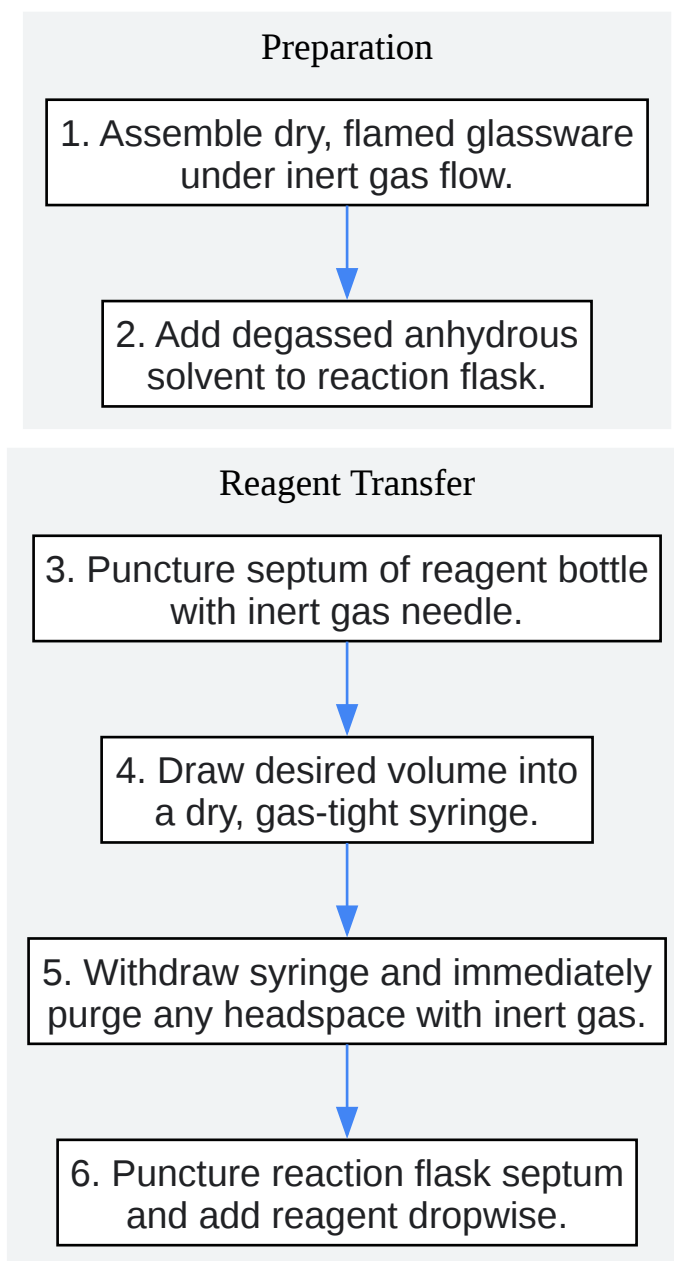 Preparation
1. Assemble dry, flamed glassware
under inert gas flow.
2. Add degassed anhydrous
solvent to reaction flask.
Reagent Transfer
3. Puncture septum of reagent bottle
with inert gas needle.
4. Draw desired volume into
a dry, gas-tight syringe.
5. Withdraw syringe and immediately
purge any headspace with inert gas.
6. Puncture reaction flask septum
and add reagent dropwise.